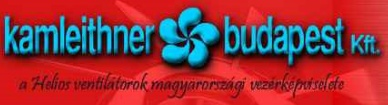 kamleithner budapest Kft.
a Helios ventilátorok magyarországi vezérképviselete